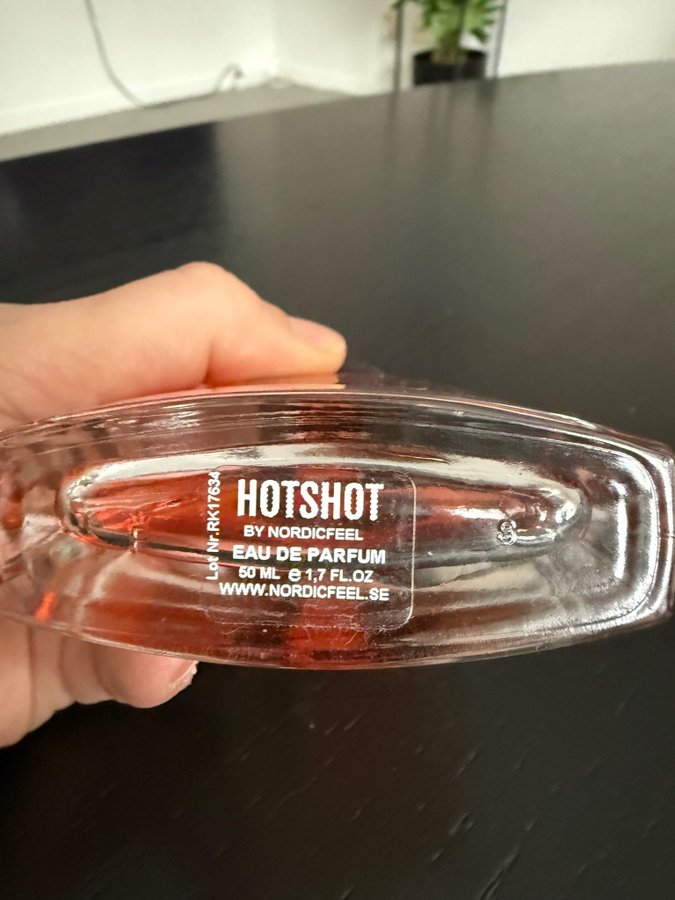 HOTSHOT
BY NORDICFEEL
EAU DE PARFUM
50 ML e 1,7 FL.OZ
WWW.NORDICFEEL.SE
Lot Nr.RK17634